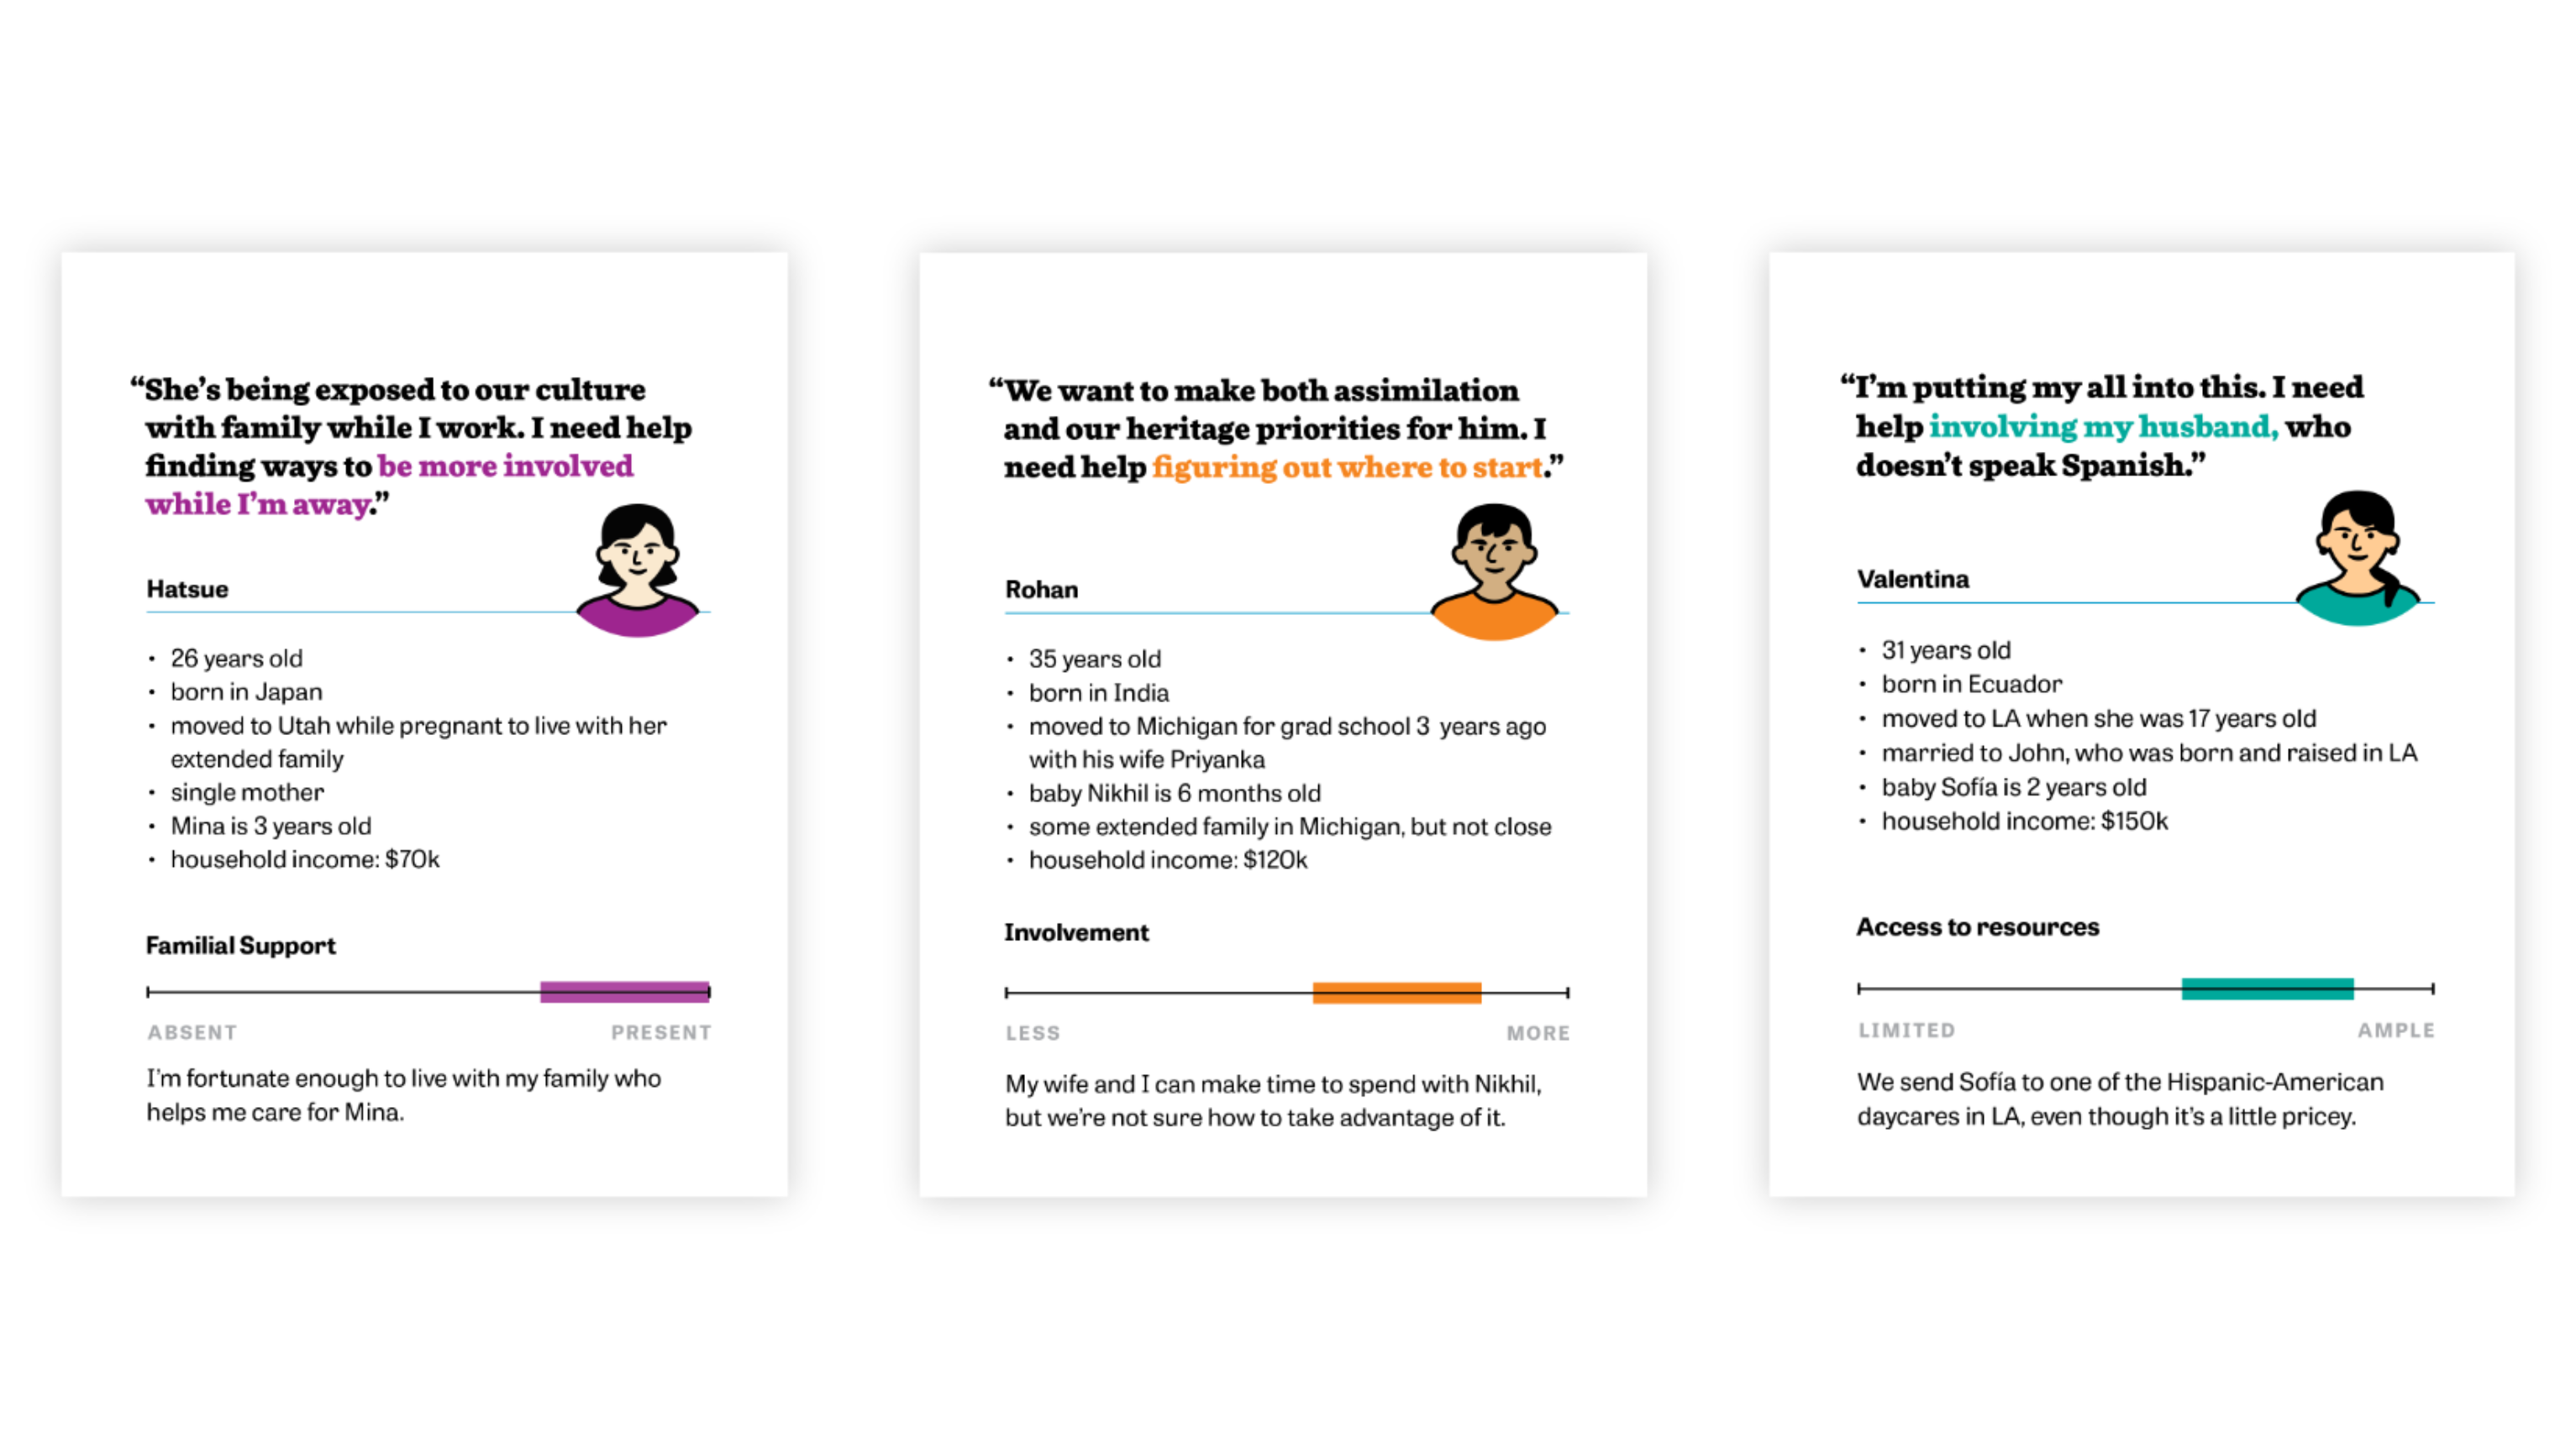 “She’s being exposed to our culture
with family while I work. I need help
finding ways to be more involved
while I’m away.”
Hatsue
• 26 years old
• born in Japan
• moved to Utah while pregnant to live with her
extended family
• single mother
• Mina is 3 years old
• household income: $70k
Familial Support
ABSENT PRESENT
I’m fortunate enough to live with my family who
helps me care for Mina.
“We want to make both assimilation
and our heritage priorities for him. I
need help figuring out where to start.”
Rohan
• 35 years old
• born in India
• moved to Michigan for grad school 3 years ago
with his wife Priyanka
• baby Nikhil is 6 months old
• some extended family in Michigan, but not close
• household income: $120k
Involvement
LESS MORE
My wife and I can make time to spend with Nikhil,
but we’re not sure how to take advantage of it.
“I’m putting my all into this. I need
help involving my husband, who
doesn’t speak Spanish.”
Valentina
• 31 years old
• born in Ecuador
• moved to LA when she was 17 years old
• married to John, who was born and raised in LA
• baby Sofía is 2 years old
• household income: $150k
Access to resources
LIMITED AMPLE
We send Sofía to one of the Hispanic-American
daycares in LA, even though it’s a little pricey.